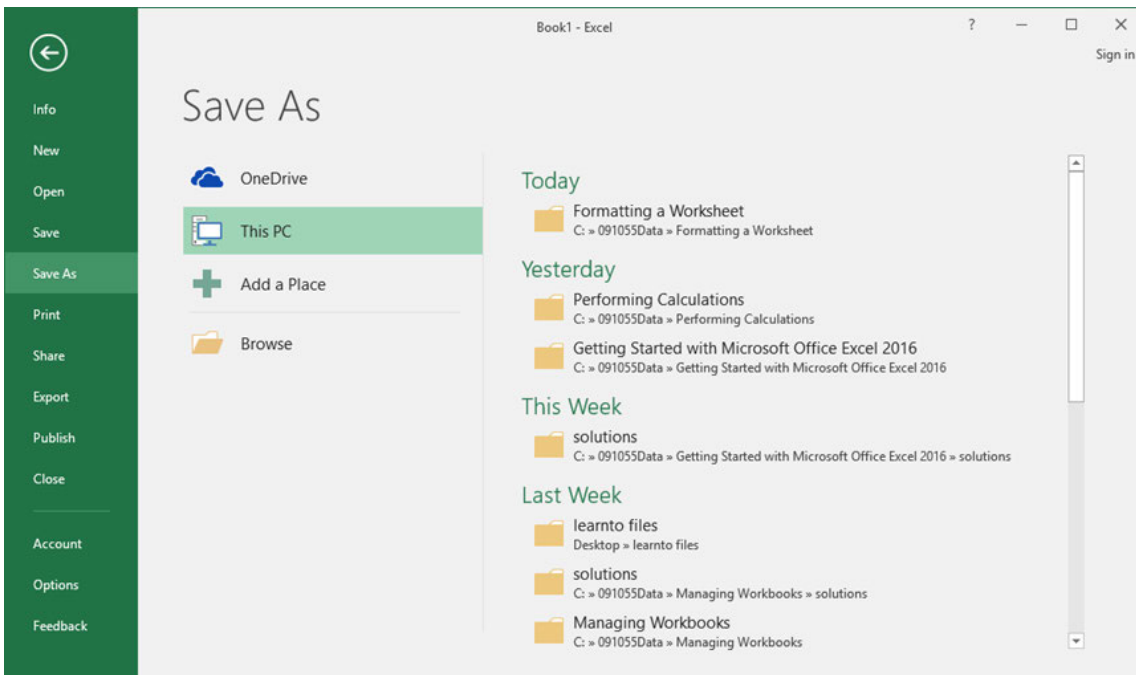 Book1 - Excel
?
Sign in
Info
New
Open
Save
Save As
Print
Share
Export
Publish
Close
Account
Options
Feedback
Save As
OneDrive
This PC
Add a Place
Browse
Today
Formatting a Worksheet
C: » 091055Data » Formatting a Worksheet
Yesterday
Performing Calculations
C: » 091055Data » Performing Calculations
Getting Started with Microsoft Office Excel 2016
C: » 091055Data » Getting Started with Microsoft Office Excel 2016
This Week
solutions
C: » 091055Data » Getting Started with Microsoft Office Excel 2016 » solutions
Last Week
learnto files
Desktop » learnto files
solutions
C: » 091055Data » Managing Workbooks » solutions
Managing Workbooks
C: » 091055Data » Managing Workbooks